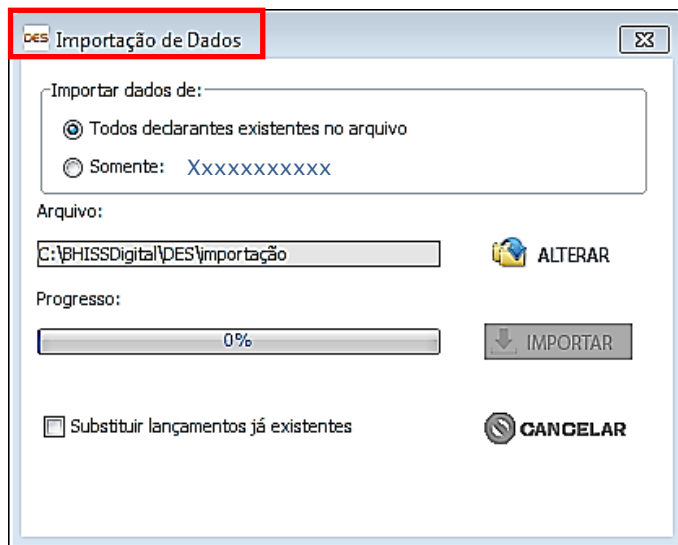 DES Importação de Dados
Importar dados de:
Todos declarantes existentes no arquivo
Somente: Xxxxxxxxxxx
Arquivo:
C:\BHISSDigital\DES\importação
ALTERAR
Progresso:
0%
IMPORTAR
Substituir lançamentos já existentes
CANCELAR